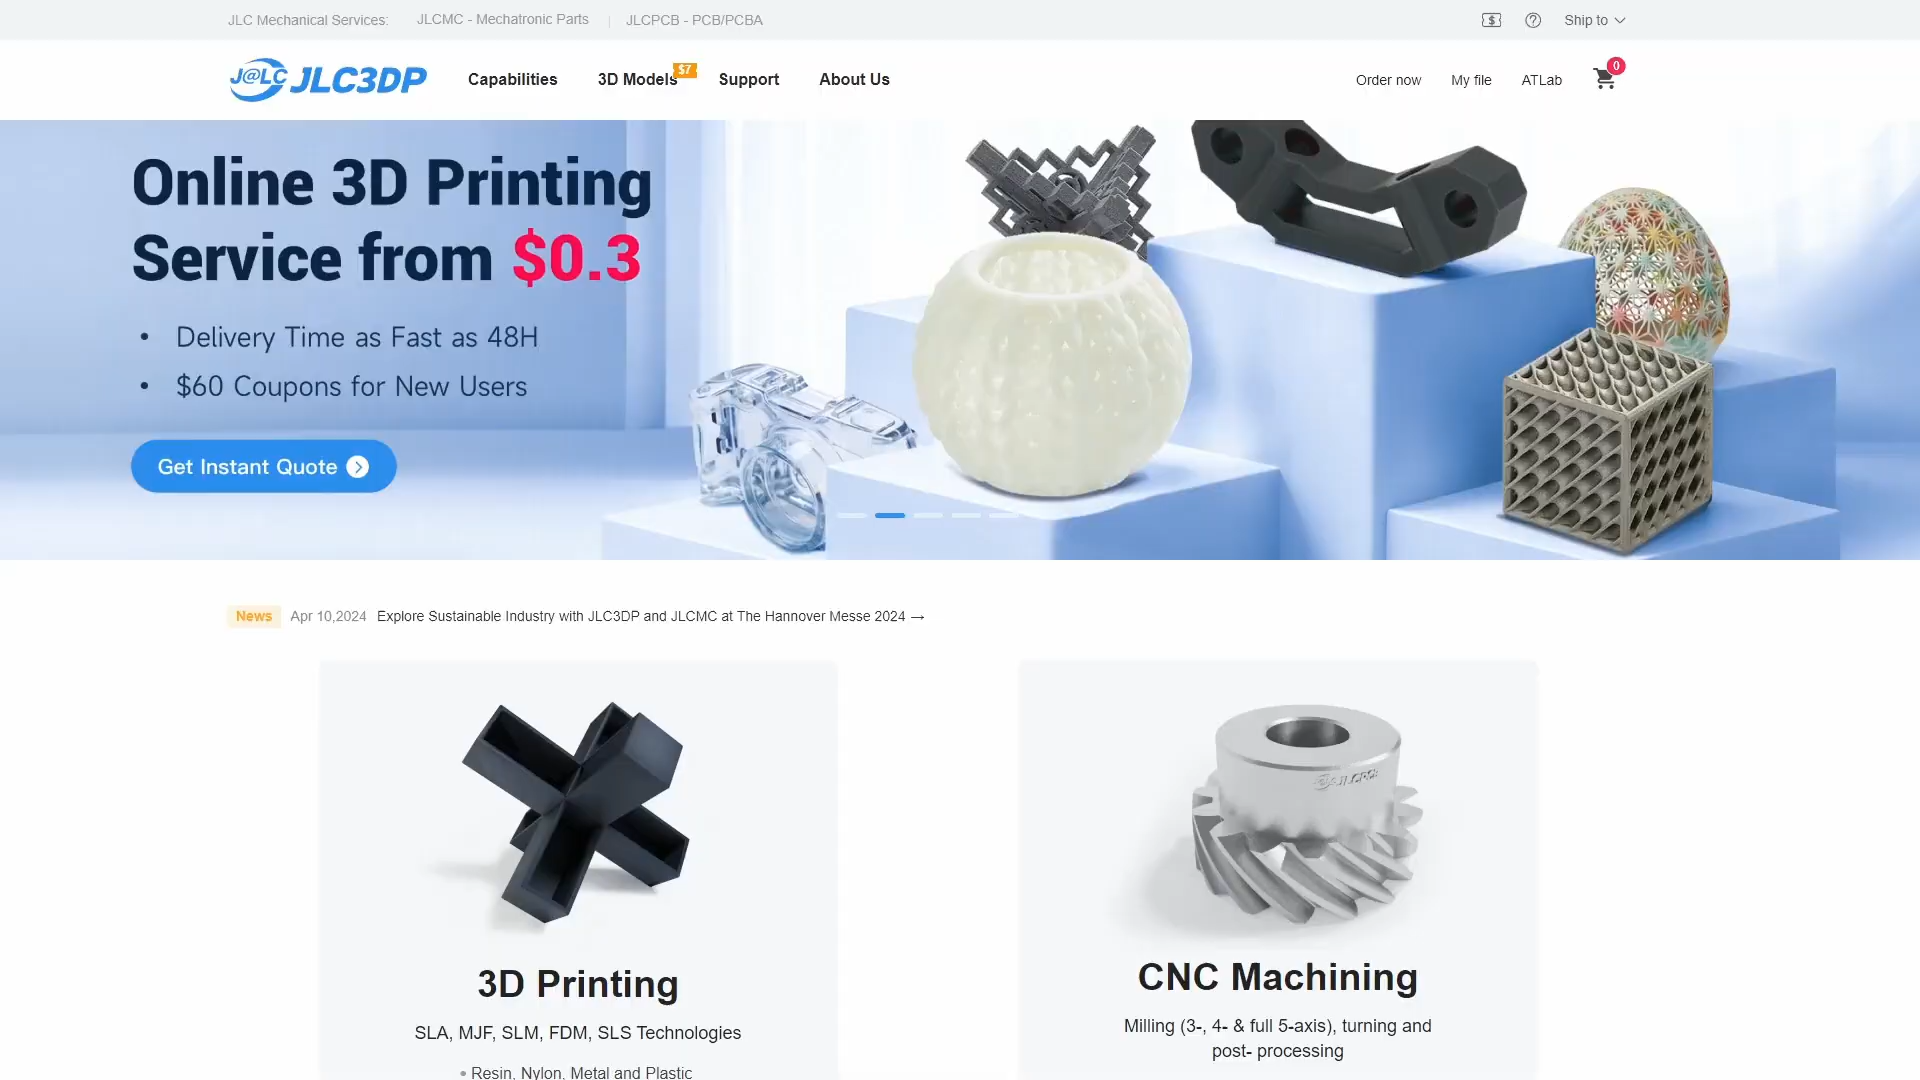 JLC Mechanical Services: JLCMC - Mechatronic Parts JLCPCB - PCB/PCBA Ship to
J@LC JLC3DP Capabilities 3D Models $7 Support About Us Order now My file ATLab 0
Online 3D Printing
Service from $0.3
• Delivery Time as Fast as 48H
• $60 Coupons for New Users
Get Instant Quote
News Apr 10,2024 Explore Sustainable Industry with JLC3DP and JLCMC at The Hannover Messe 2024 →
JLCPCB
3D Printing
SLA, MJF, SLM, FDM, SLS Technologies
• Resin, Nylon, Metal and Plastic
CNC Machining
Milling (3-, 4- & full 5-axis), turning and
post- processing